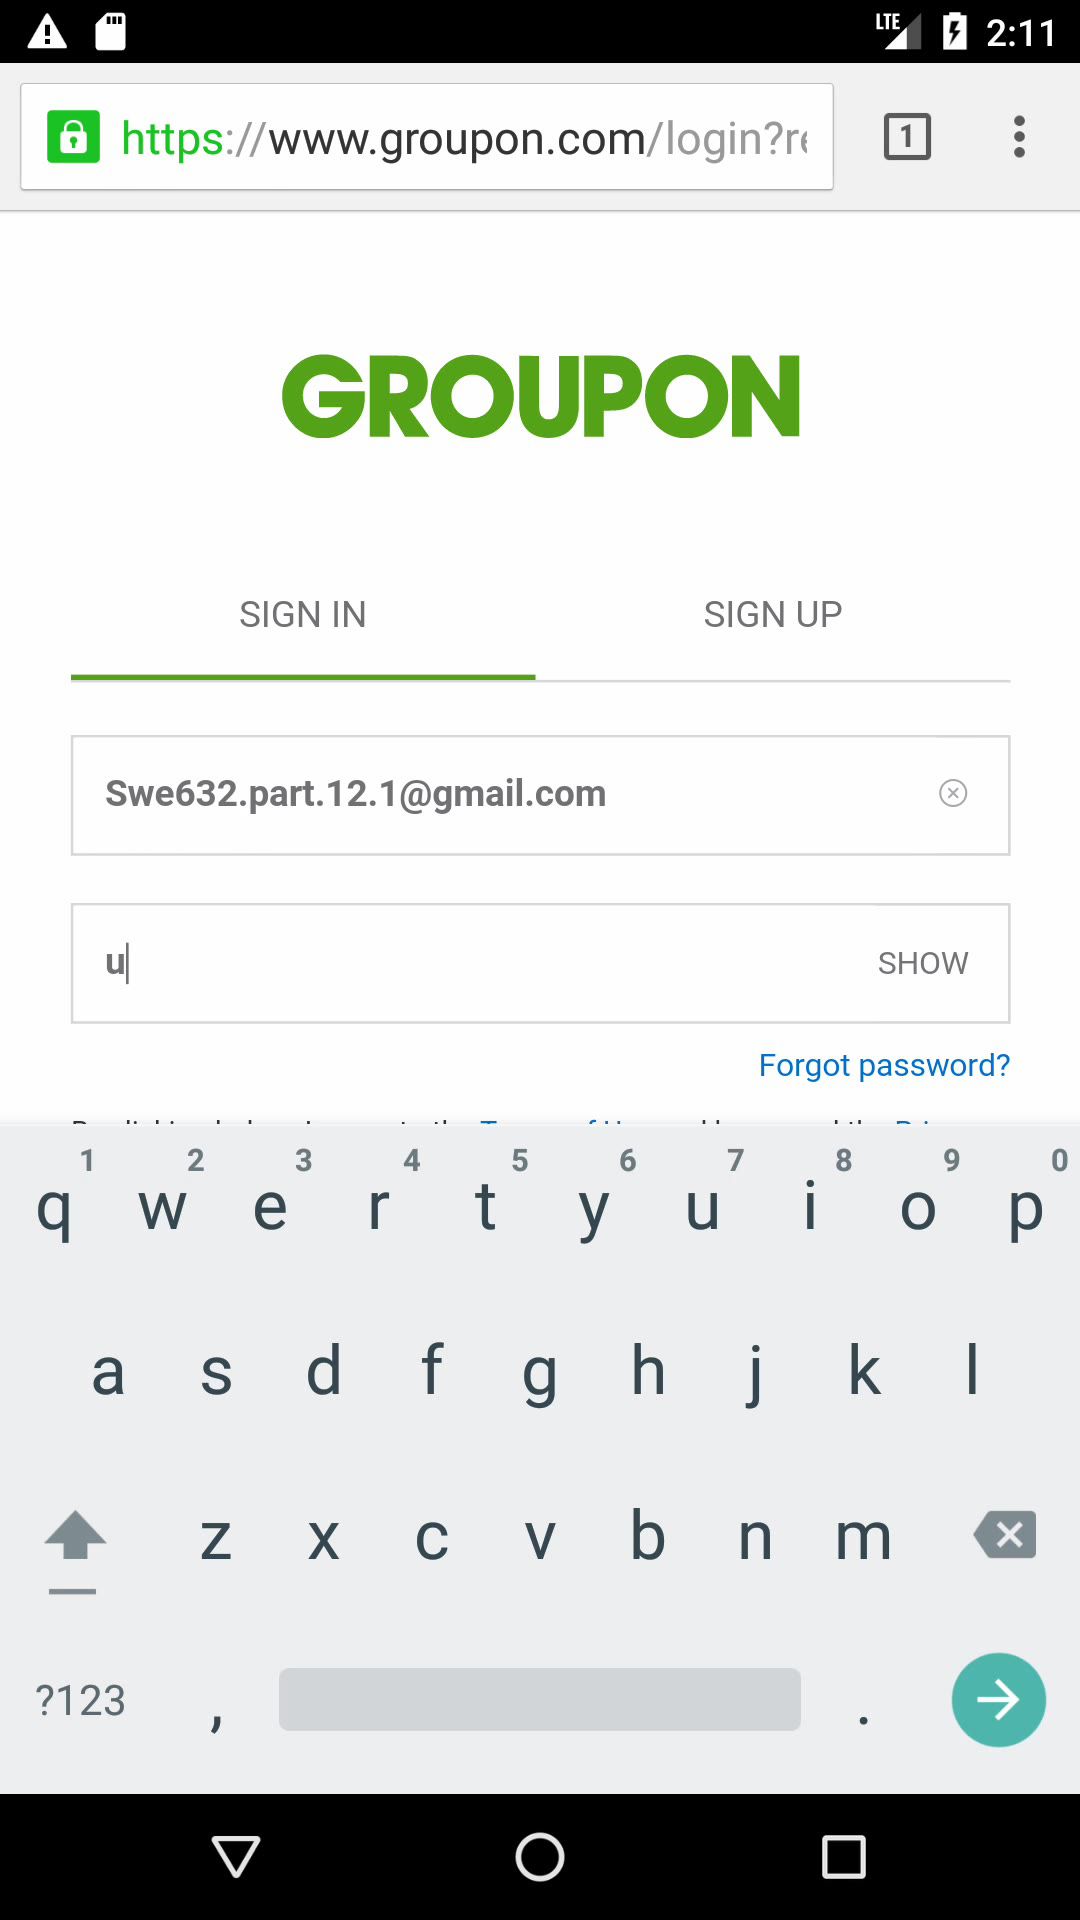 LTE 2:11
https://www.groupon.com/login?re
1
GROUPON
SIGN IN SIGN UP
Swe632.part.12.1@gmail.com
u SHOW
Forgot password?
1 2 3 4 5 6 7 8 9 0
q w e r t y u i o p
a s d f g h j k l
z x c v b n m
?123 , .